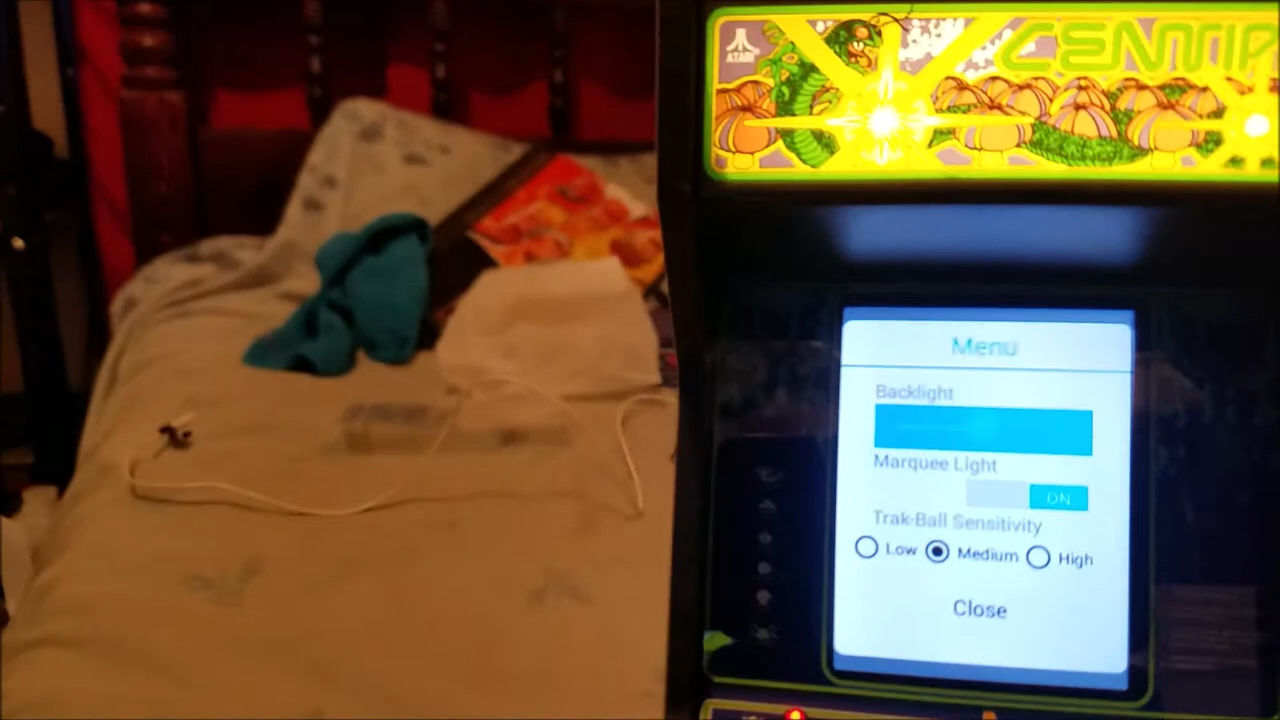 ATARI
CENTIP
Menu
Backlight
Marquee Light
ON
Trak-Ball Sensitivity
Low Medium High
Close